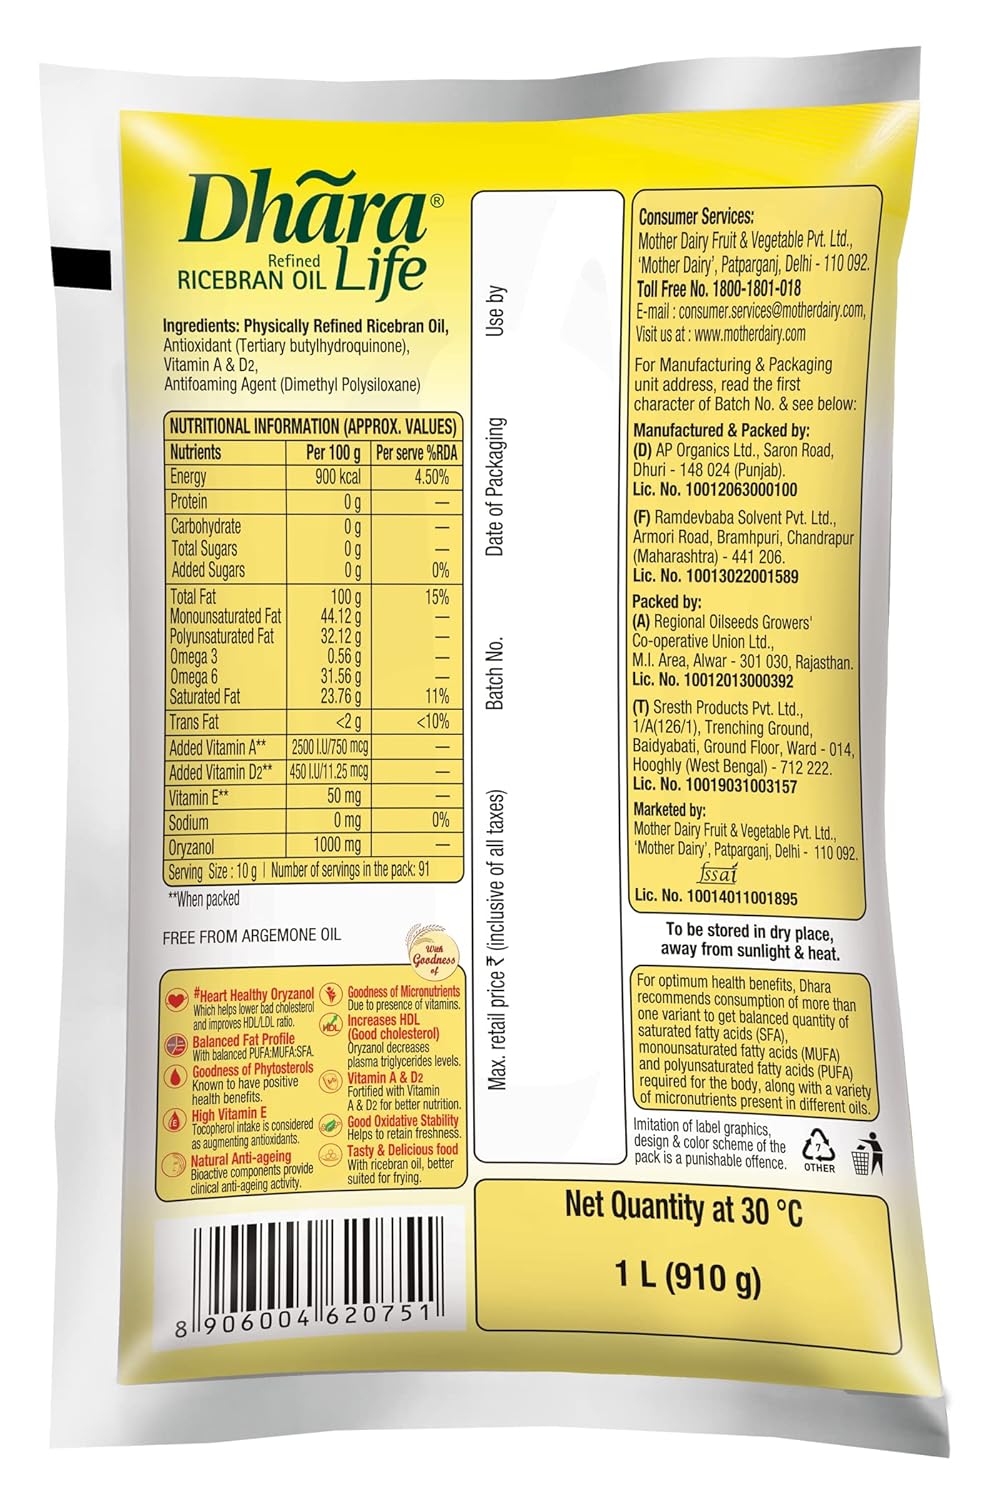 Dhāra®
Refined
RICEBRAN OIL Life
Ingredients: Physically Refined Ricebran Oil,
Antioxidant (Tertiary butylhydroquinone),
Vitamin A & D2,
Antifoaming Agent (Dimethyl Polysiloxane)
NUTRITIONAL INFORMATION (APPROX. VALUES)
Nutrients Per 100 g Per serve %RDA
Energy 900 kcal 4.50%
Protein 0 g —
Carbohydrate 0 g —
Total Sugars 0 g —
Added Sugars 0 g 0%
Total Fat 100 g 15%
Monounsaturated Fat 44.12 g —
Polyunsaturated Fat 32.12 g —
Omega 3 0.56 g —
Omega 6 31.56 g —
Saturated Fat 23.76 g 11%
Trans Fat <2 g <10%
Added Vitamin A** 2500 I.U/750 mcg —
Added Vitamin D2** 450 I.U/11.25 mcg —
Vitamin E** 50 mg —
Sodium 0 mg 0%
Oryzanol 1000 mg —
Serving Size : 10 g | Number of servings in the pack: 91
**When packed
FREE FROM ARGEMONE OIL
With
Goodness
of
#Heart Healthy Oryzanol
Which helps lower bad cholesterol
and improves HDL/LDL ratio.
Balanced Fat Profile
With balanced PUFA:MUFA:SFA.
Goodness of Phytosterols
Known to have positive
health benefits.
E
High Vitamin E
Tocopherol intake is considered
as augmenting antioxidants.
Natural Anti-ageing
Bioactive components provide
clinical anti-ageing activity.
Goodness of Micronutrients
Due to presence of vitamins.
HDL
Increases HDL
(Good cholesterol)
Oryzanol decreases
plasma triglycerides levels.
Vitamin A & D2
Fortified with Vitamin
A & D2 for better nutrition.
Good Oxidative Stability
Helps to retain freshness.
Tasty & Delicious food
With ricebran oil, better
suited for frying.
8 906004 620751
Max. retail price ₹ (inclusive of all taxes)
Batch No.
Date of Packaging
Use by
Consumer Services:
Mother Dairy Fruit & Vegetable Pvt. Ltd.,
'Mother Dairy', Patparganj, Delhi - 110 092.
Toll Free No. 1800-1801-018
E-mail : consumer.services@motherdairy.com,
Visit us at : www.motherdairy.com
For Manufacturing & Packaging
unit address, read the first
character of Batch No. & see below:
Manufactured & Packed by:
(D) AP Organics Ltd., Saron Road,
Dhuri - 148 024 (Punjab).
Lic. No. 10012063000100
(F) Ramdevbaba Solvent Pvt. Ltd.,
Armori Road, Bramhpuri, Chandrapur
(Maharashtra) - 441 206.
Lic. No. 10013022001589
Packed by:
(A) Regional Oilseeds Growers'
Co-operative Union Ltd.,
M.I. Area, Alwar - 301 030, Rajasthan.
Lic. No. 10012013000392
(T) Sresth Products Pvt. Ltd.,
1/A(126/1), Trenching Ground,
Baidyabati, Ground Floor, Ward - 014,
Hooghly (West Bengal) - 712 222.
Lic. No. 10019031003157
Marketed by:
Mother Dairy Fruit & Vegetable Pvt. Ltd.,
'Mother Dairy', Patparganj, Delhi - 110 092.
fssai
Lic. No. 10014011001895
To be stored in dry place,
away from sunlight & heat.
For optimum health benefits, Dhara
recommends consumption of more than
one variant to get balanced quantity of
saturated fatty acids (SFA),
monounsaturated fatty acids (MUFA)
and polyunsaturated fatty acids (PUFA)
required for the body, along with a variety
of micronutrients present in different oils.
Imitation of label graphics,
design & color scheme of the
pack is a punishable offence.
7
OTHER
Net Quantity at 30 °C
1 L (910 g)